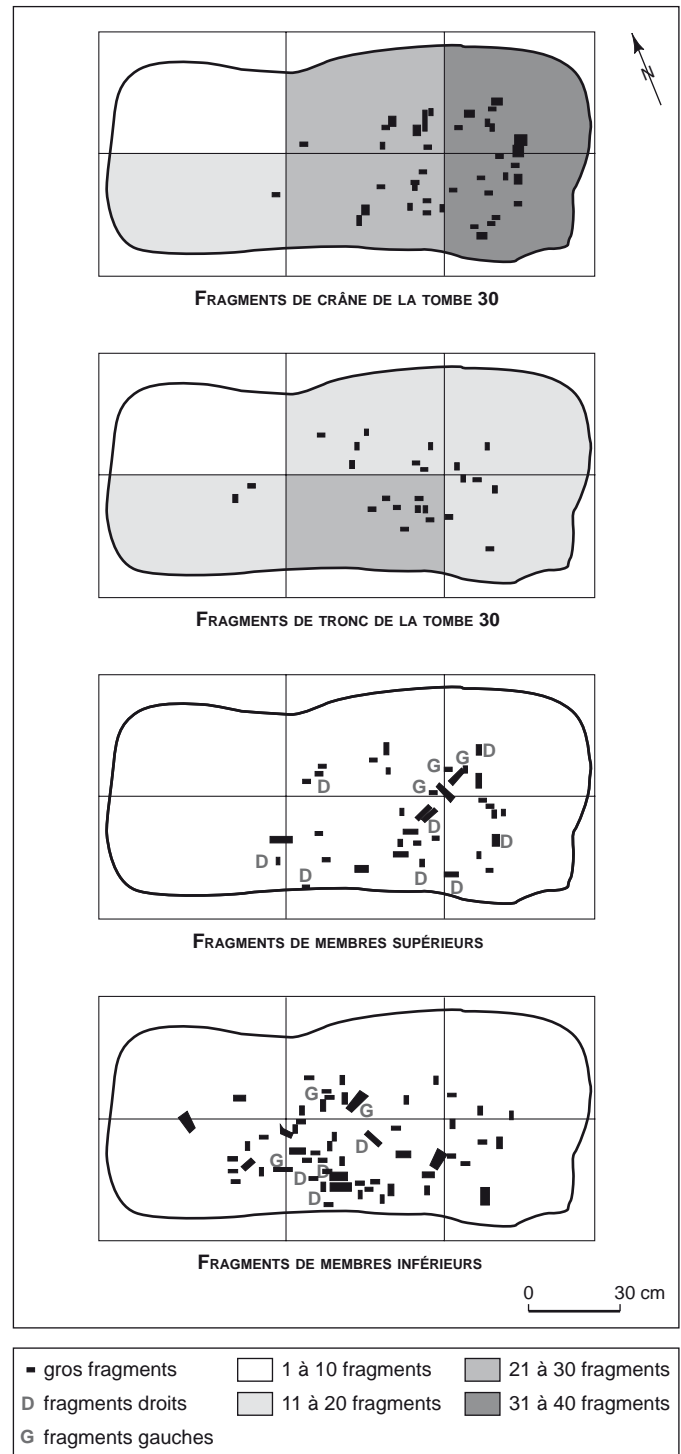 N
FRAGMENTS DE CRÂNE DE LA TOMBE 30
FRAGMENTS DE TRONC DE LA TOMBE 30
G
D
G
G
D
D
D
D
D
D
D
FRAGMENTS DE MEMBRES SUPÉRIEURS
G
G
D
G
D
D
D
FRAGMENTS DE MEMBRES INFÉRIEURS
0 30 cm
gros fragments 1 à 10 fragments 21 à 30 fragments
D fragments droits 11 à 20 fragments 31 à 40 fragments
G fragments gauches